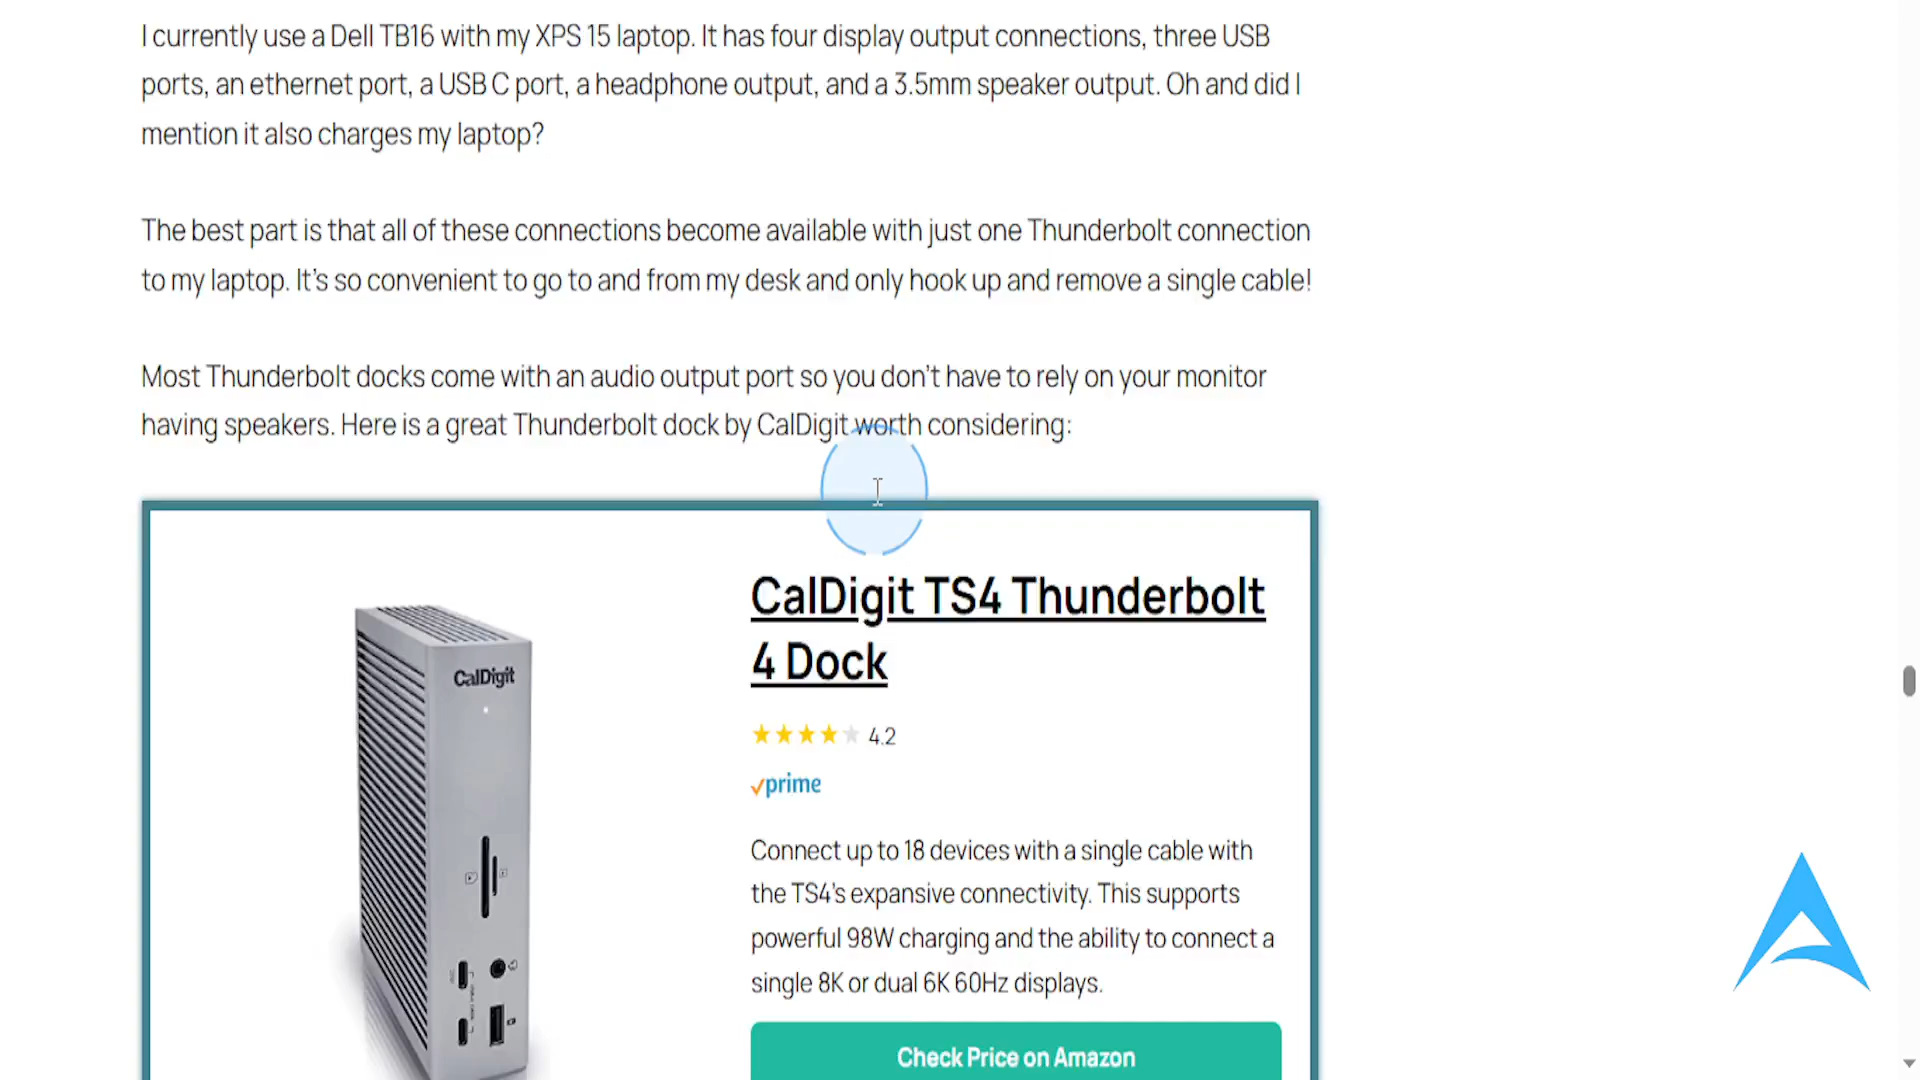 I currently use a Dell TB16 with my XPS 15 laptop. It has four display output connections, three USB
ports, an ethernet port, a USB C port, a headphone output, and a 3.5mm speaker output. Oh and did I
mention it also charges my laptop?
The best part is that all of these connections become available with just one Thunderbolt connection
to my laptop. It's so convenient to go to and from my desk and only hook up and remove a single cable!
Most Thunderbolt docks come with an audio output port so you don't have to rely on your monitor
having speakers. Here is a great Thunderbolt dock by CalDigit worth considering:
CalDigit
CalDigit TS4 Thunderbolt
4 Dock
4.2
prime
Connect up to 18 devices with a single cable with
the TS4's expansive connectivity. This supports
powerful 98W charging and the ability to connect a
single 8K or dual 6K 60Hz displays.
Check Price on Amazon